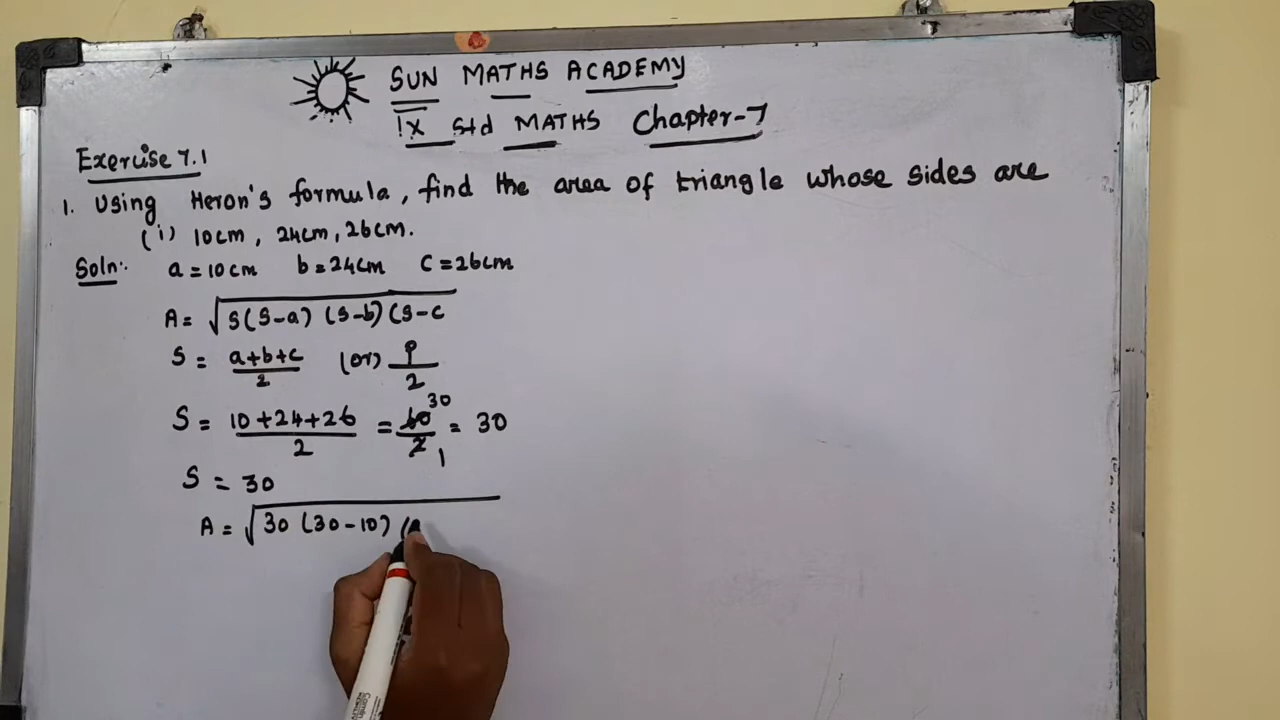 SUN MATHS ACADEMY
IX Std MATHS Chapter-7
Exercise 7.1
1. Using Heron's formula, find the area of triangle whose sides are
(i) 10cm, 24cm, 26cm.
Soln: a = 10cm b = 24cm c = 26cm
A = √s(s-a) (s-b) (s-c
S = a+b+c/2 (or) P/2
S = 10+24+26/2 = 60/2 30 1 = 30
S = 30
A = √30 (30-10) (